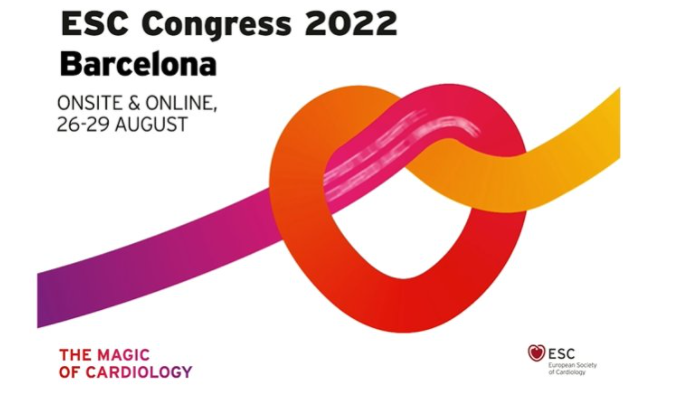 ESC Congress 2022
Barcelona
ONSITE & ONLINE,
26-29 AUGUST
THE MAGIC
OF CARDIOLOGY
ESC
European Society
of Cardiology